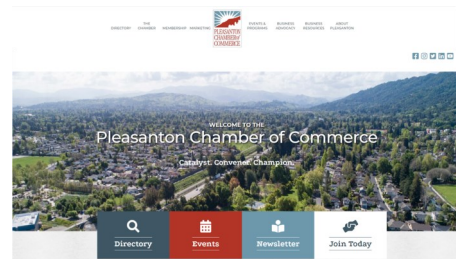 DIRECTORY
THE CHAMBER
MEMBERSHIP
MARKETING
PLEASANTON
CHAMBER of
COMMERCE
EVENTS & PROGRAMS
BUSINESS ADVOCACY
BUSINESS RESOURCES
ABOUT PLEASANTON
WELCOME TO THE
Pleasanton Chamber of Commerce
Catalyst. Convener. Champion.
Directory
Events
Newsletter
Join Today